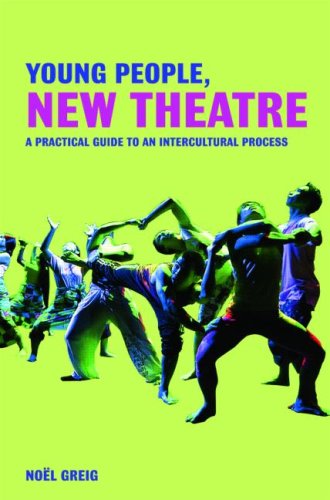 YOUNG PEOPLE,
NEW THEATRE
A PRACTICAL GUIDE TO AN INTERCULTURAL PROCESS
NOËL GREIG